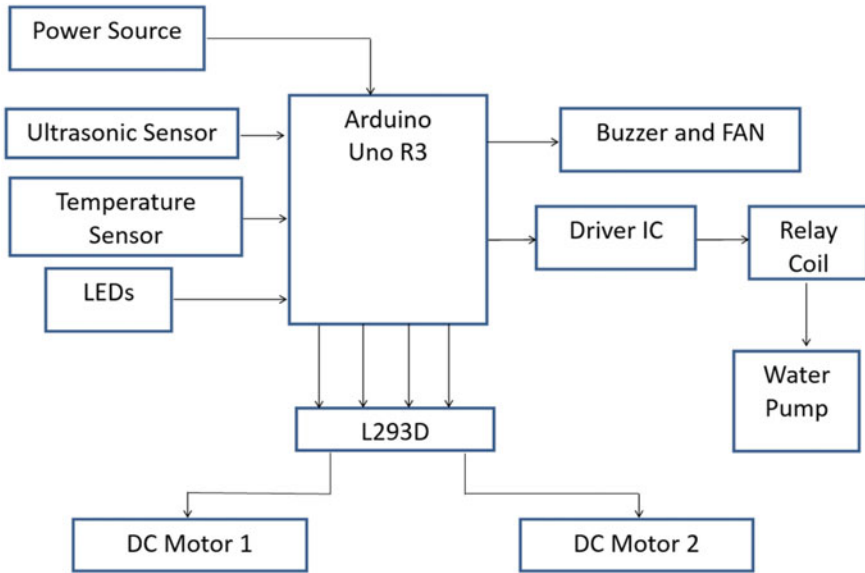 Power Source
Ultrasonic Sensor
Temperature
Sensor
LEDs
Arduino
Uno R3
Buzzer and FAN
Driver IC
Relay
Coil
Water
Pump
L293D
DC Motor 1
DC Motor 2